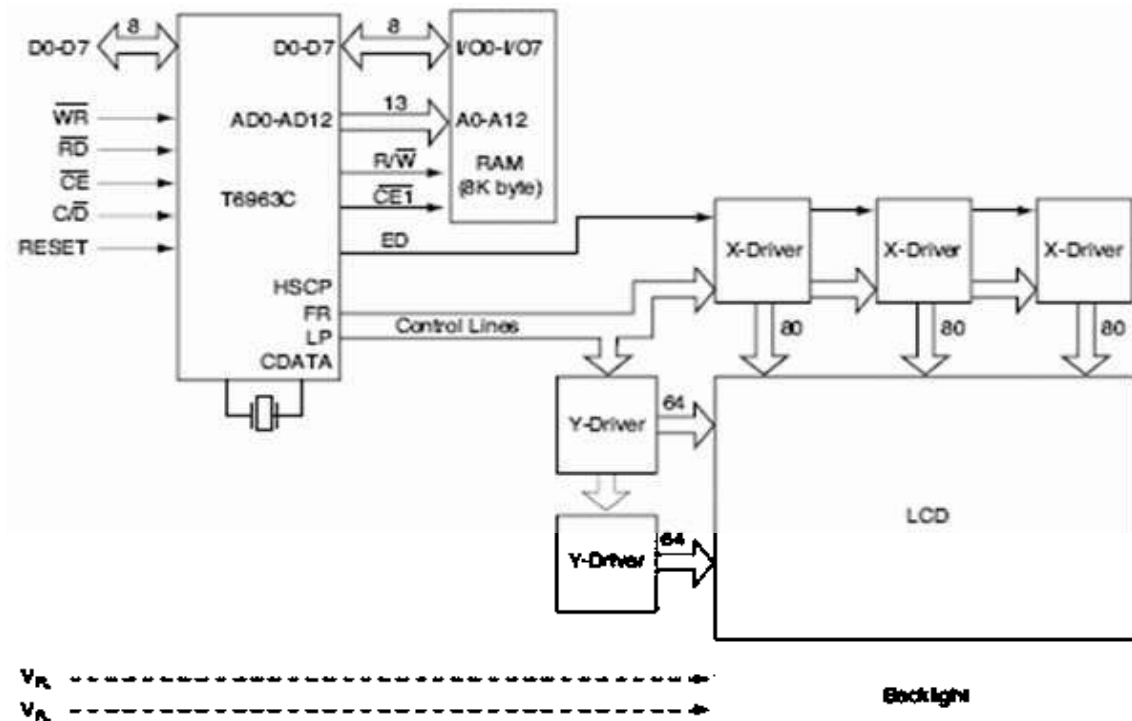 D0-D7
8
D0-D7
8
I/O0-I/O7
WR
AD0-AD12
13
A0-A12
RD
R/W
RAM
(8K byte)
CE
T6963C
CE1
C/D
RESET
ED
X-Driver
X-Driver
X-Driver
HSCP
FR
LP
Control Lines
CDATA
80
80
80
Y-Driver
64
LCD
Y-Driver
64
Backlight